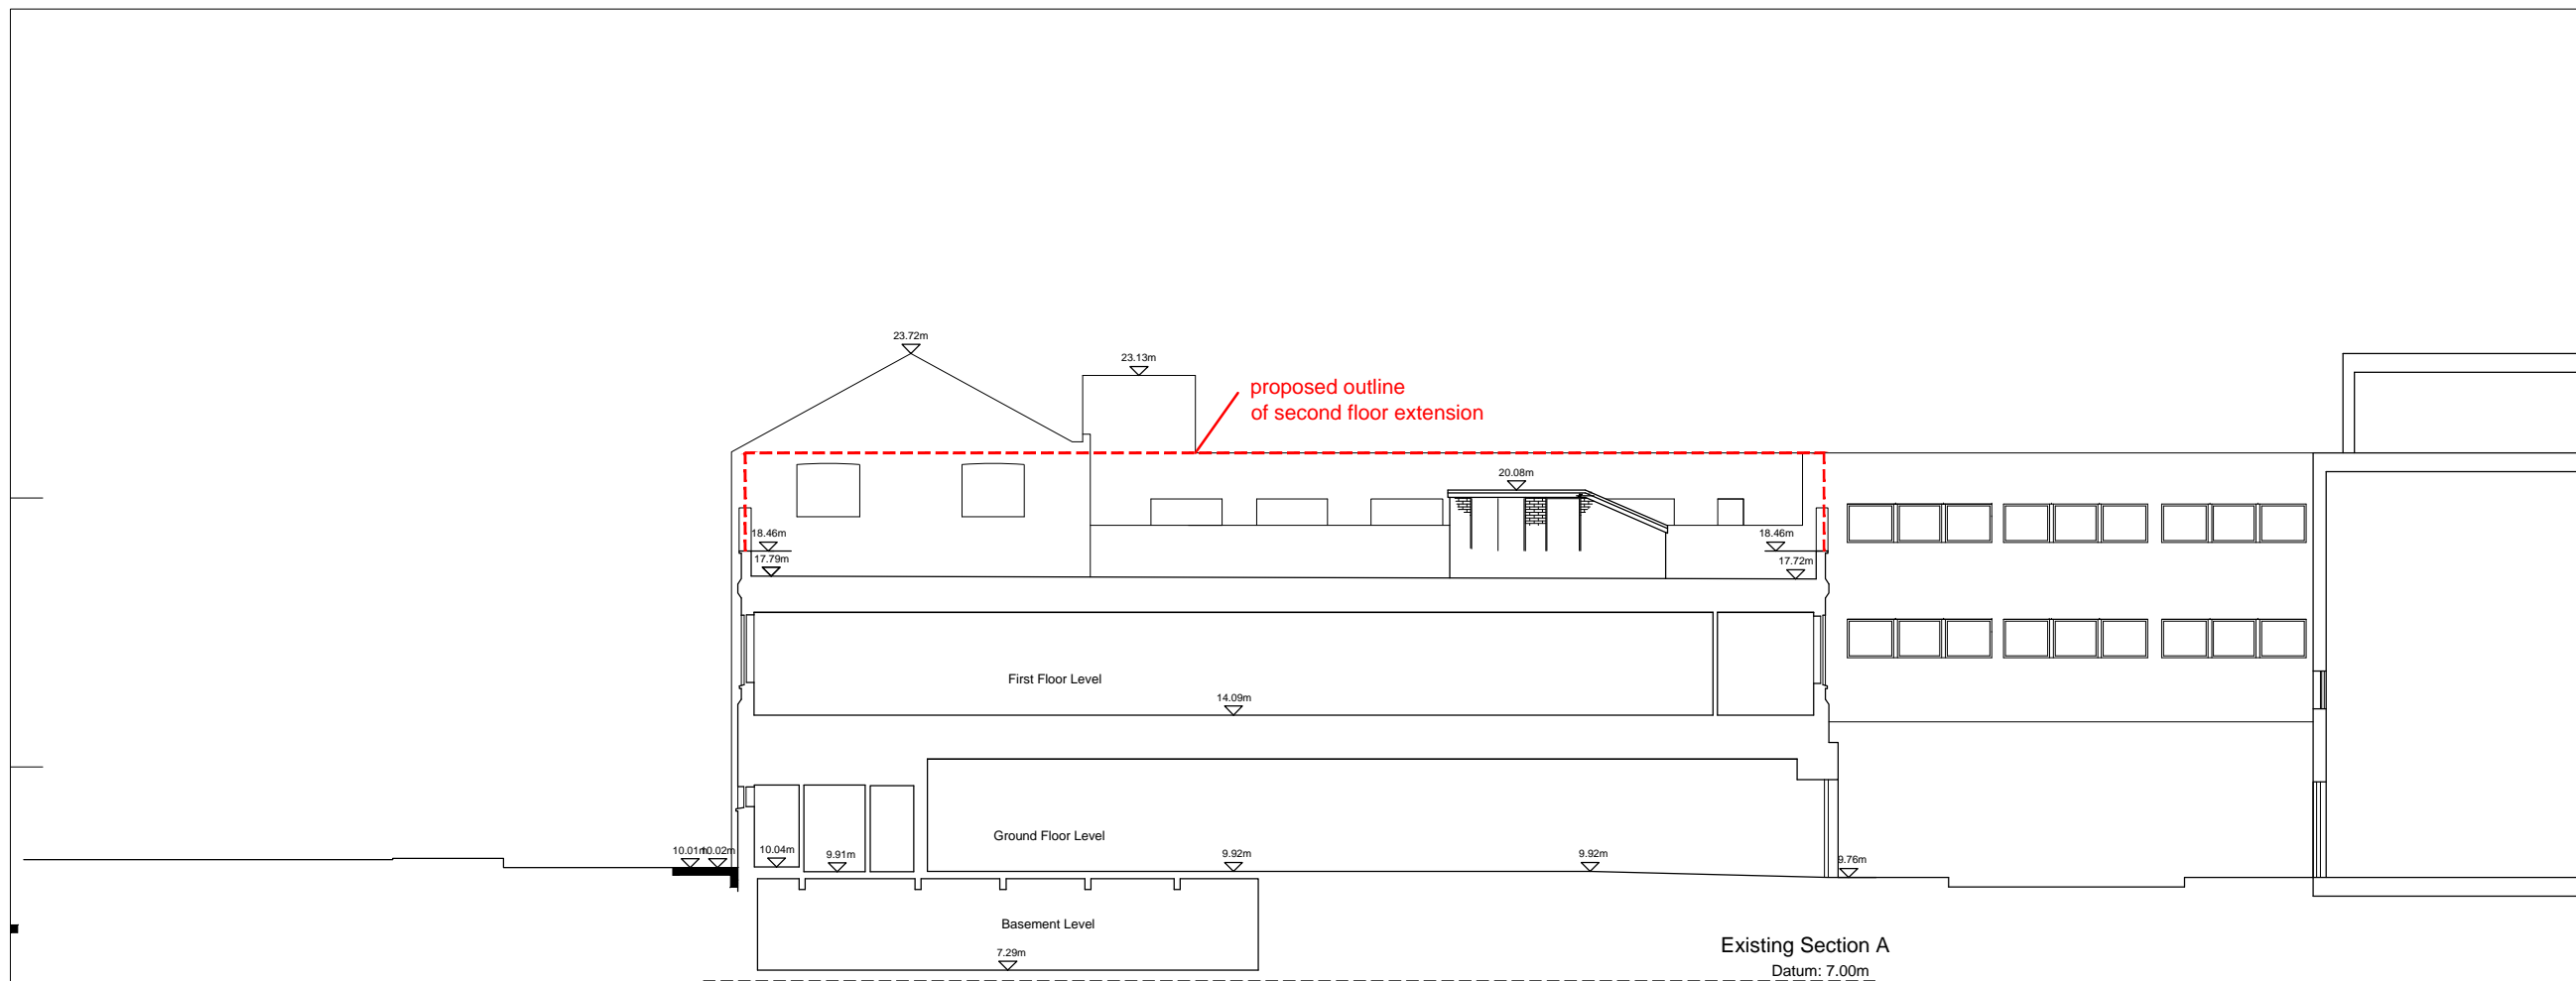 23.72m
23.13m
proposed outline
of second floor extension
20.08m
18.46m
18.46m
17.79m
17.72m
First Floor Level
14.09m
Ground Floor Level
10.01m
10.02m
10.04m
9.91m
9.92m
9.92m
9.76m
Basement Level
7.29m
Existing Section A
Datum: 7.00m